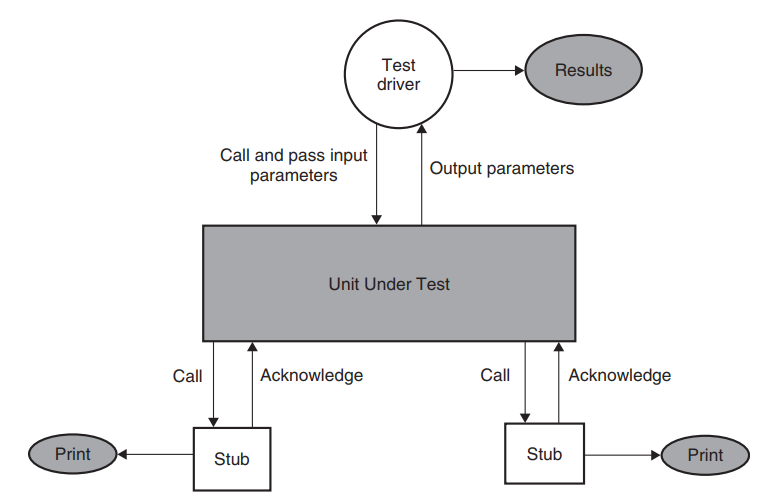 Test
driver
Results
Call and pass input
parameters
Output parameters
Unit Under Test
Call
Acknowledge
Call
Acknowledge
Print
Stub
Stub
Print